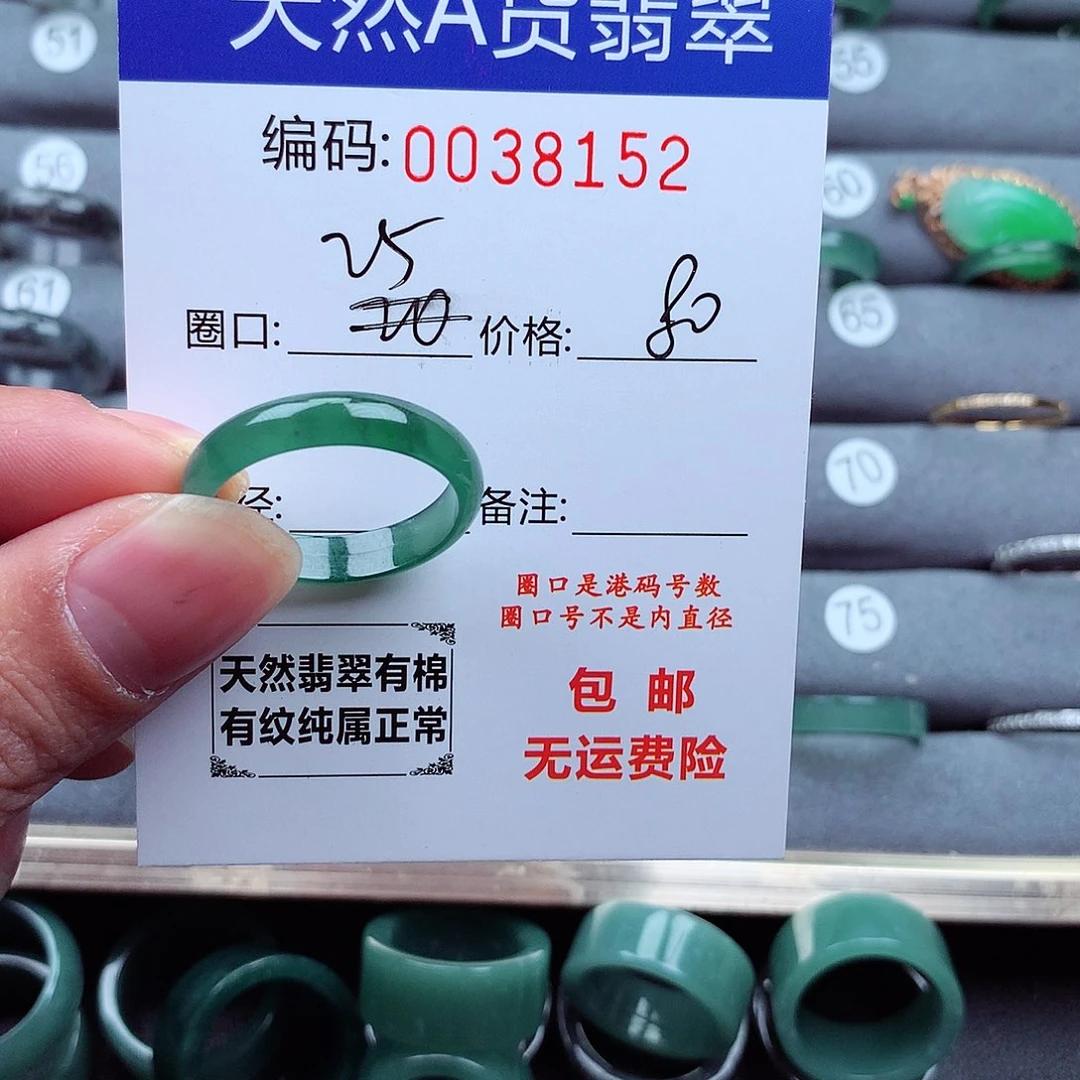 天然A货翡翠
编码:0038152
25
圈口: 价格: 80
径: 备注:
圈口是港码号数
圈口号不是内直径
天然翡翠有棉
有纹纯属正常
包邮
无运费险
51
56
61
55
60
65
70
75